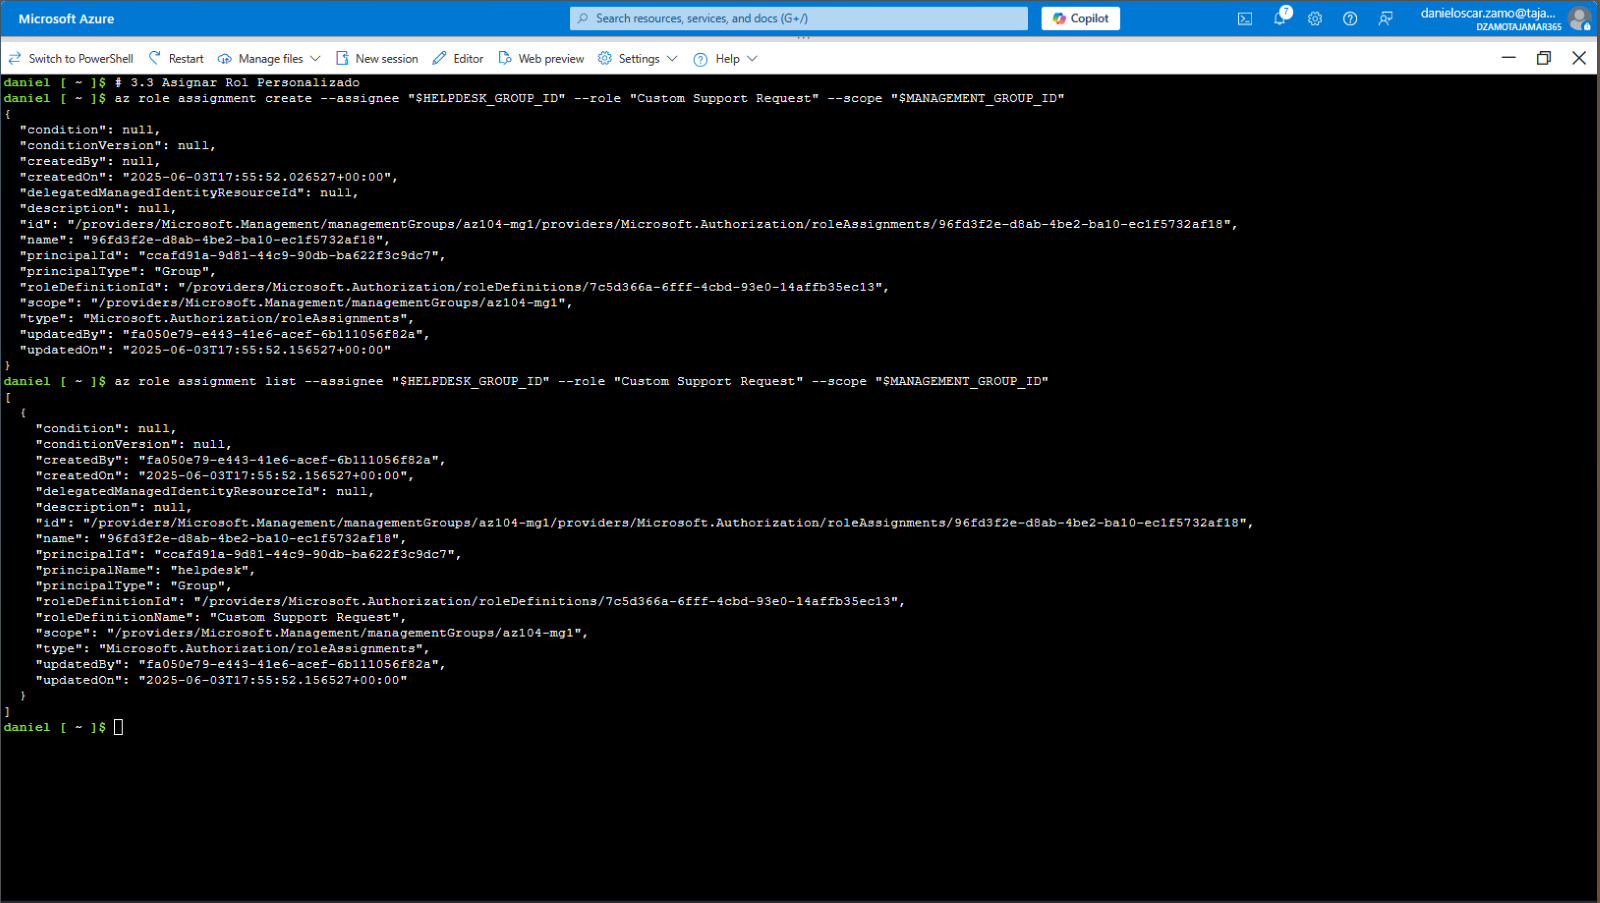 Microsoft Azure
Search resources, services, and docs (G+/)
Copilot
7
danieloscar.zamo@taja...
DZAMOTAJAMAR365
Switch to PowerShell
Restart
Manage files
New session
Editor
Web preview
Settings
Help
daniel [ ~ ]$ # 3.3 Asignar Rol Personalizado
daniel [ ~ ]$ az role assignment create --assignee "$HELPDESK_GROUP_ID" --role "Custom Support Request" --scope "$MANAGEMENT_GROUP_ID"
{
  "condition": null,
  "conditionVersion": null,
  "createdBy": null,
  "createdOn": "2025-06-03T17:55:52.026527+00:00",
  "delegatedManagedIdentityResourceId": null,
  "description": null,
  "id": "/providers/Microsoft.Management/managementGroups/az104-mg1/providers/Microsoft.Authorization/roleAssignments/96fd3f2e-d8ab-4be2-ba10-ec1f5732af18",
  "name": "96fd3f2e-d8ab-4be2-ba10-ec1f5732af18",
  "principalId": "ccafd91a-9d81-44c9-90db-ba622f3c9dc7",
  "principalType": "Group",
  "roleDefinitionId": "/providers/Microsoft.Authorization/roleDefinitions/7c5d366a-6fff-4cbd-93e0-14affb35ec13",
  "scope": "/providers/Microsoft.Management/managementGroups/az104-mg1",
  "type": "Microsoft.Authorization/roleAssignments",
  "updatedBy": "fa050e79-e443-41e6-acef-6b111056f82a",
  "updatedOn": "2025-06-03T17:55:52.156527+00:00"
}
daniel [ ~ ]$ az role assignment list --assignee "$HELPDESK_GROUP_ID" --role "Custom Support Request" --scope "$MANAGEMENT_GROUP_ID"
[
  {
    "condition": null,
    "conditionVersion": null,
    "createdBy": "fa050e79-e443-41e6-acef-6b111056f82a",
    "createdOn": "2025-06-03T17:55:52.156527+00:00",
    "delegatedManagedIdentityResourceId": null,
    "description": null,
    "id": "/providers/Microsoft.Management/managementGroups/az104-mg1/providers/Microsoft.Authorization/roleAssignments/96fd3f2e-d8ab-4be2-ba10-ec1f5732af18",
    "name": "96fd3f2e-d8ab-4be2-ba10-ec1f5732af18",
    "principalId": "ccafd91a-9d81-44c9-90db-ba622f3c9dc7",
    "principalName": "helpdesk",
    "principalType": "Group",
    "roleDefinitionId": "/providers/Microsoft.Authorization/roleDefinitions/7c5d366a-6fff-4cbd-93e0-14affb35ec13",
    "roleDefinitionName": "Custom Support Request",
    "scope": "/providers/Microsoft.Management/managementGroups/az104-mg1",
    "type": "Microsoft.Authorization/roleAssignments",
    "updatedBy": "fa050e79-e443-41e6-acef-6b111056f82a",
    "updatedOn": "2025-06-03T17:55:52.156527+00:00"
  }
]
daniel [ ~ ]$